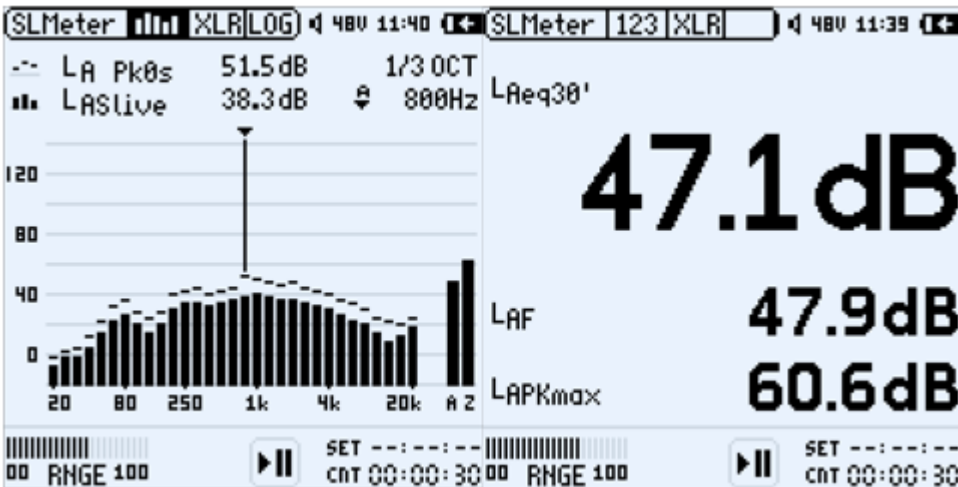 SLMeter XLR LOG 48V 11:40
LA Pk0s 51.5dB 1/3 OCT
LASlive 38.3dB 800Hz
120
80
40
0
20 80 250 1k 4k 20k A Z
SET --:--:--
00 RNGE 100 CNT 00:00:30
SLMeter 123 XLR 48V 11:39
LAeq30'
47.1dB
LAF 47.9dB
LAPKmax 60.6dB
SET --:--:--
00 RNGE 100 CNT 00:00:30